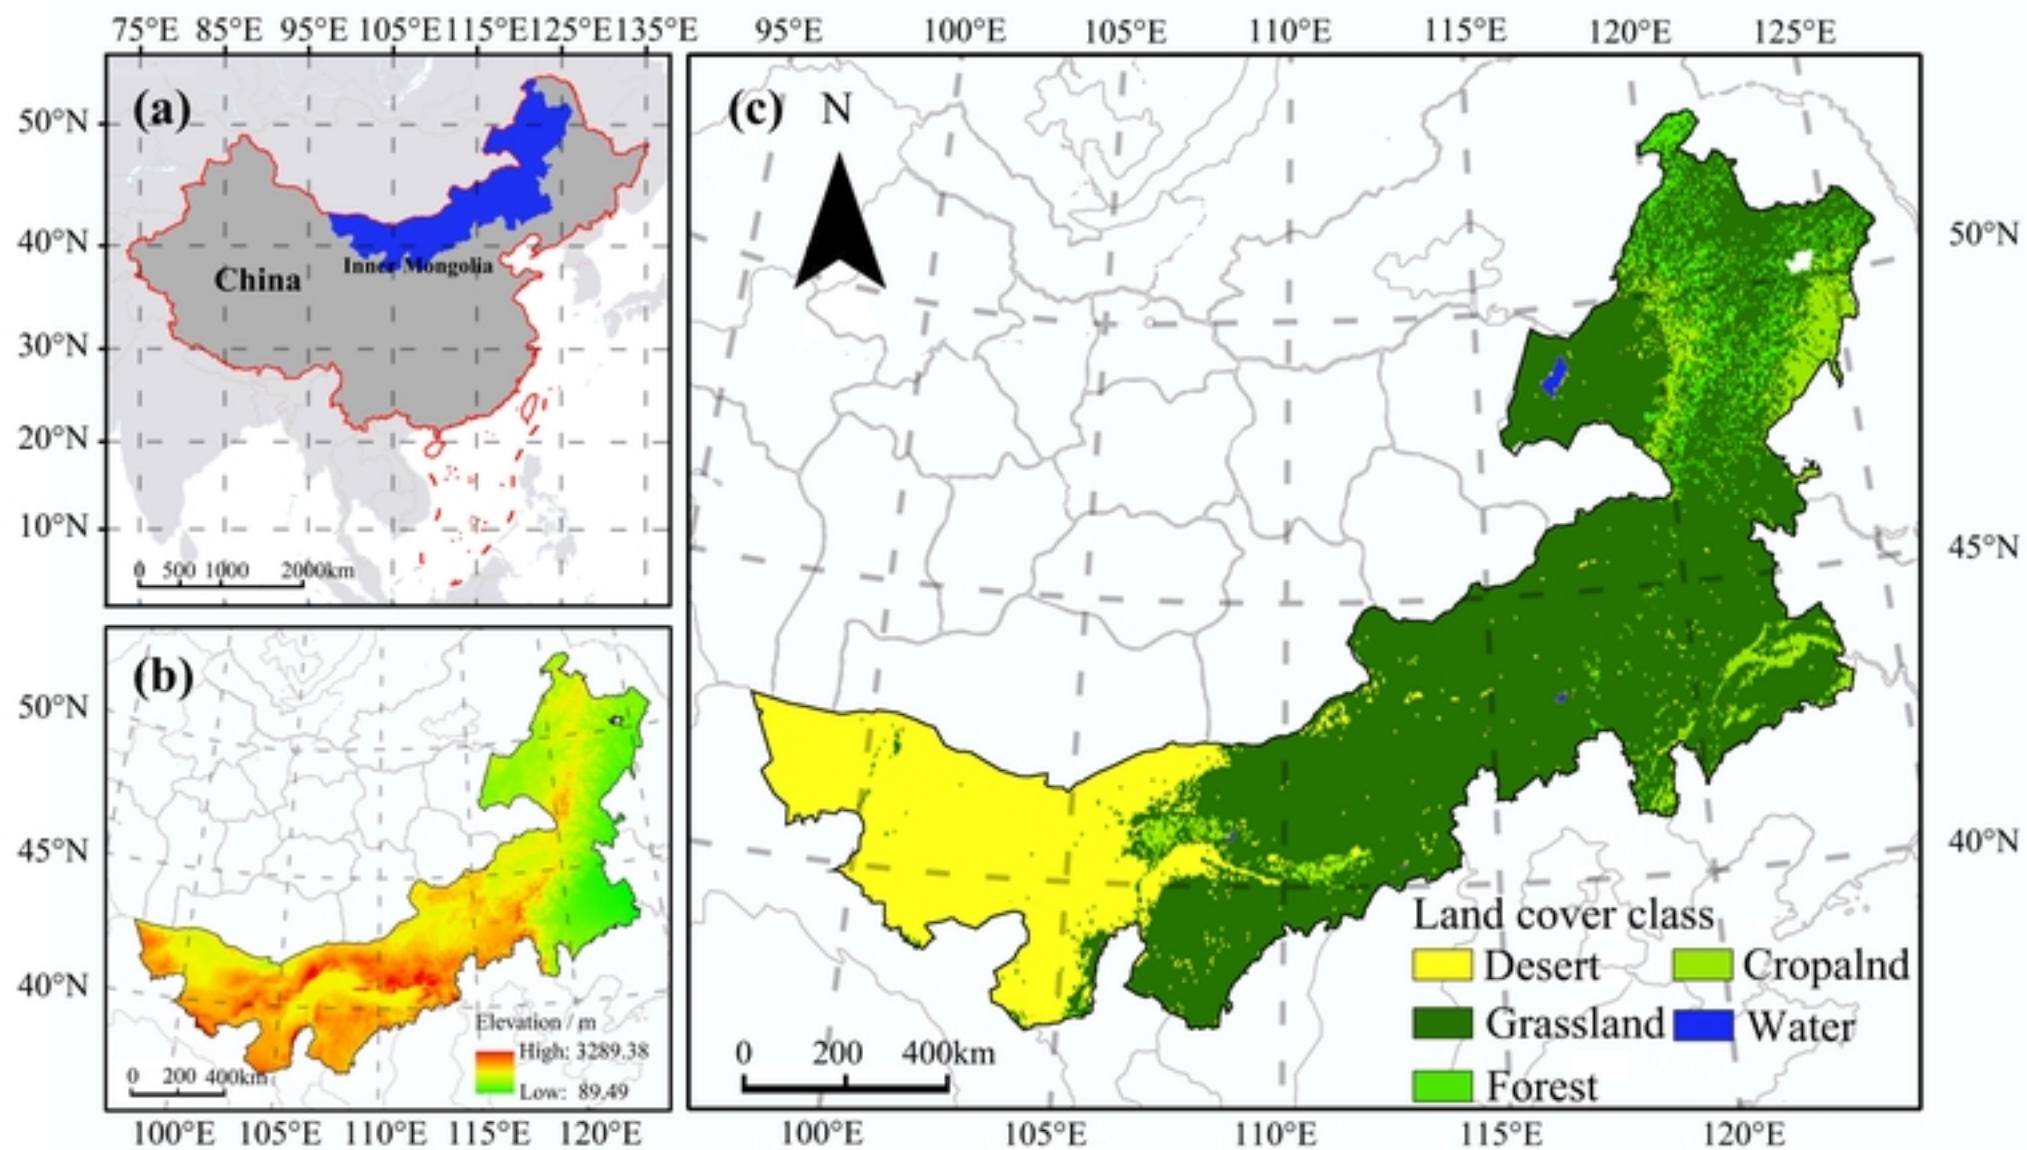 75°E 85°E 95°E 105°E 115°E 125°E 135°E
(a)
50°N
40°N
30°N
20°N
10°N
China
Inner Mongolia
0 500 1000 2000km
(b)
50°N
45°N
40°N
Elevation / m
High: 3289.38
Low: 89.49
0 200 400km
100°E 105°E 110°E 115°E 120°E
95°E 100°E 105°E 110°E 115°E 120°E 125°E
(c) N
50°N
45°N
40°N
Land cover class
Desert Cropalnd
Grassland Water
Forest
0 200 400km
100°E 105°E 110°E 115°E 120°E